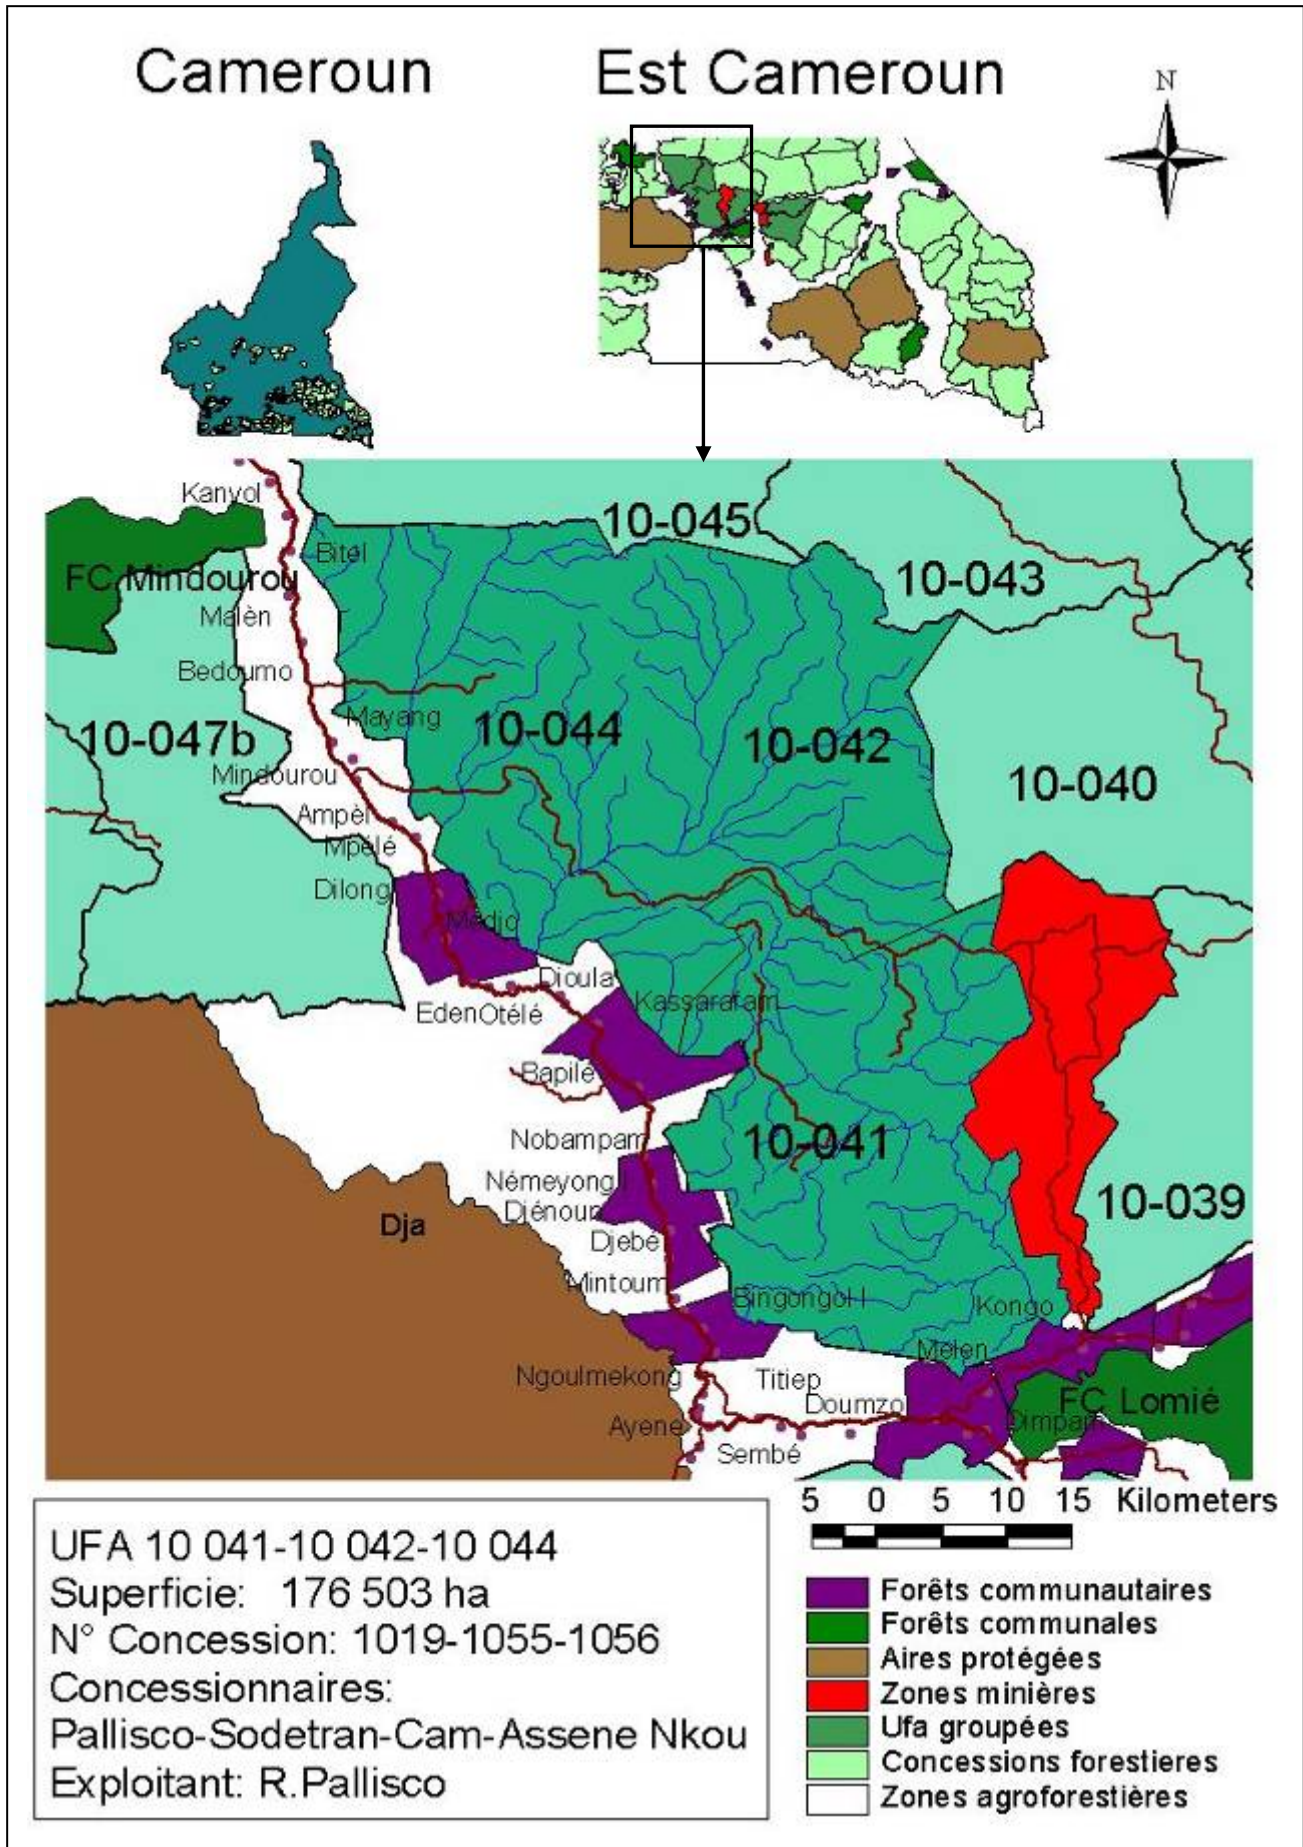 Cameroun
Est Cameroun
N
Kanyol
10-045
Bitel
10-043
FC Mindourou
Malèn
Bedoumo
Mayang
10-044
10-042
10-047b
Mindourou
10-040
Ampèl
Mpélé
Dilong
Médjo
Dioula
Kassarafam
Eden
Otélé
Bapilé
Nobampam
10-041
Némeyong I
Djénoun
10-039
Dja
Djebé
Mintoum
Bingongol I
Kongo
Melen
Ngoulmekong
Titiep
Doumzo
FC Lomié
Ayene
Dimpam
Sembé
5 0 5 10 15 Kilometers
UFA 10 041-10 042-10 044
Superficie: 176 503 ha
N° Concession: 1019-1055-1056
Concessionnaires:
Pallisco-Sodetran-Cam-Assene Nkou
Exploitant: R.Pallisco
Forêts communautaires
Forêts communales
Aires protégées
Zones minières
Ufa groupées
Concessions forestieres
Zones agroforestières